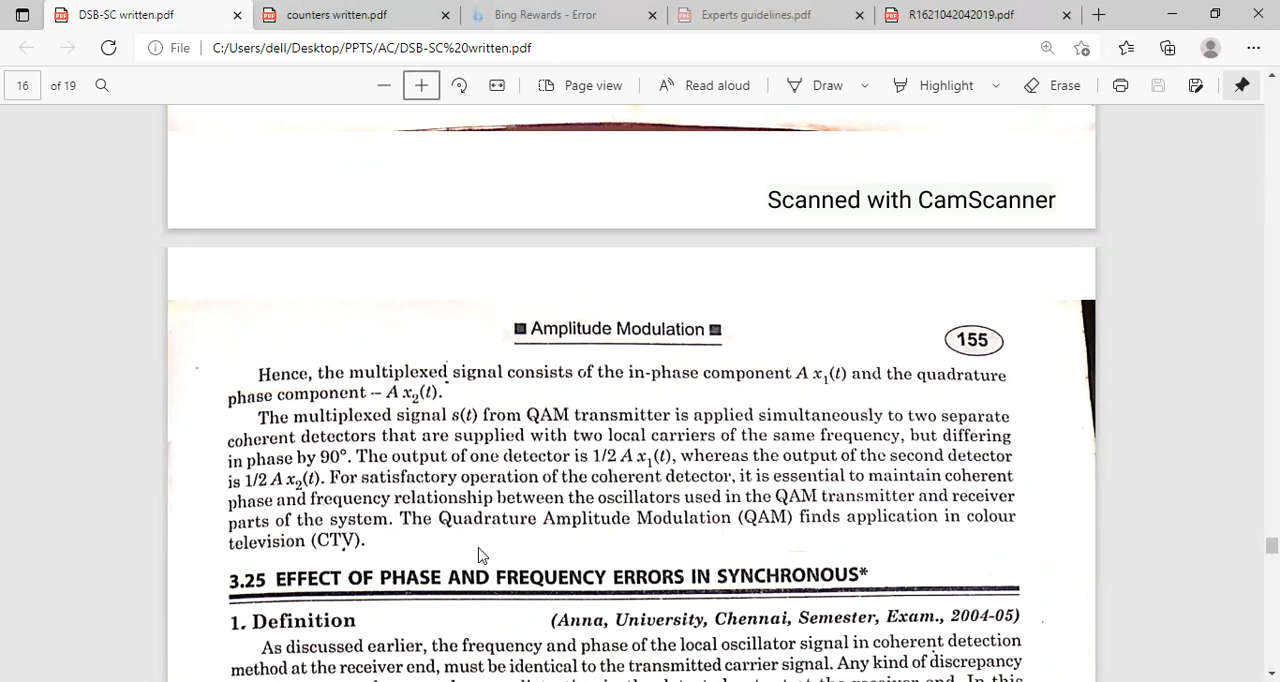 DSB-SC written.pdf
counters written.pdf
Bing Rewards - Error
Experts guidelines.pdf
R1621042042019.pdf
File C:/Users/dell/Desktop/PPTS/AC/DSB-SC%20written.pdf
16 of 19
Page view
Read aloud
Draw
Highlight
Erase
Scanned with CamScanner
Amplitude Modulation
155
Hence, the multiplexed signal consists of the in-phase component A x₁(t) and the quadrature
phase component – A x₂(t).
The multiplexed signal s(t) from QAM transmitter is applied simultaneously to two separate
coherent detectors that are supplied with two local carriers of the same frequency, but differing
in phase by 90°. The output of one detector is 1/2 A x₁(t), whereas the output of the second detector
is 1/2 A x₂(t). For satisfactory operation of the coherent detector, it is essential to maintain coherent
phase and frequency relationship between the oscillators used in the QAM transmitter and receiver
parts of the system. The Quadrature Amplitude Modulation (QAM) finds application in colour
television (CTV).
3.25 EFFECT OF PHASE AND FREQUENCY ERRORS IN SYNCHRONOUS*
1. Definition (Anna, University, Chennai, Semester, Exam., 2004-05)
As discussed earlier, the frequency and phase of the local oscillator signal in coherent detection
method at the receiver end, must be identical to the transmitted carrier signal. Any kind of discrepancy